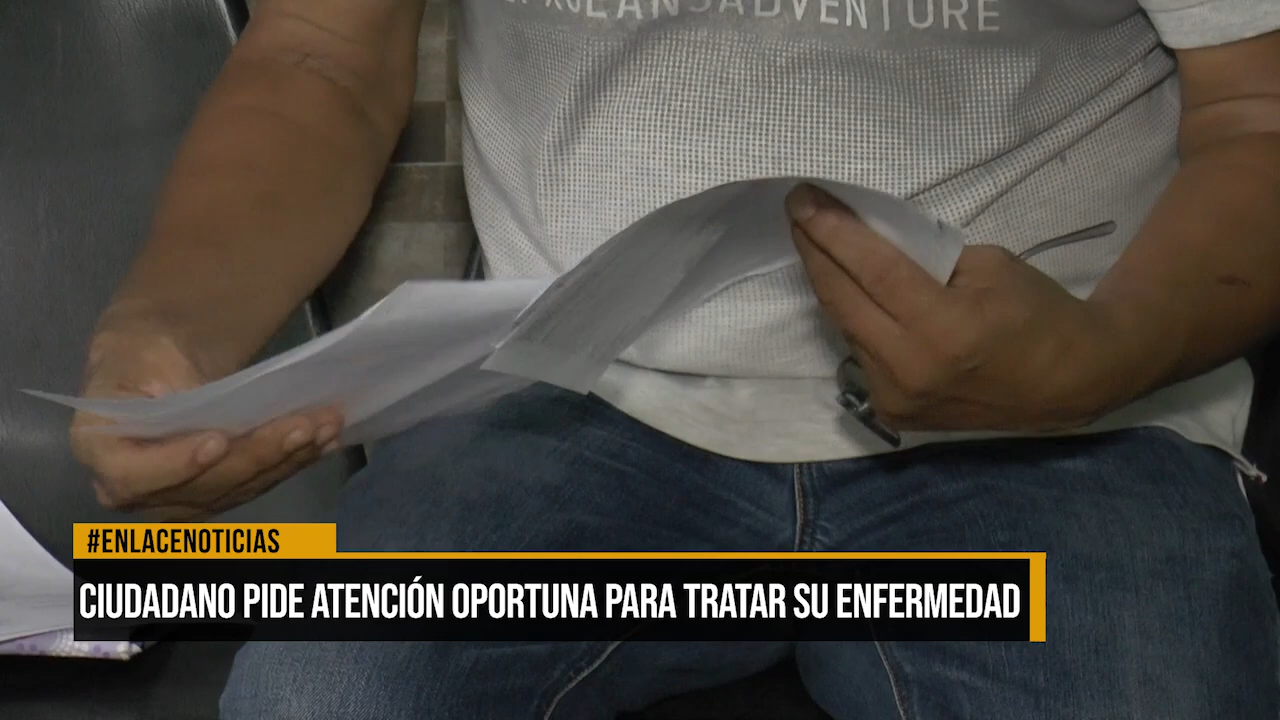 ADVENTURE
#ENLACENOTICIAS
CIUDADANO PIDE ATENCIÓN OPORTUNA PARA TRATAR SU ENFERMEDAD